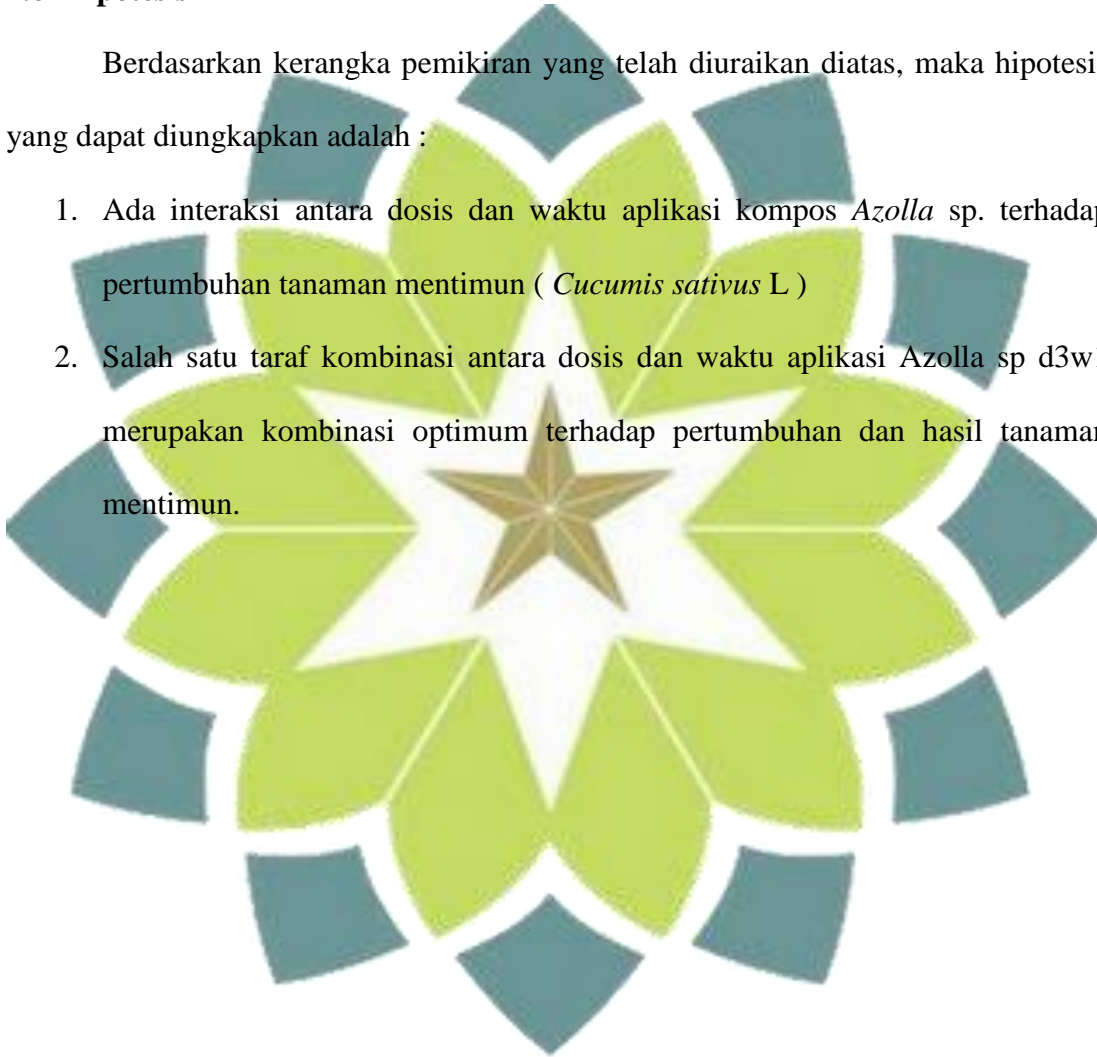 Berdasarkan kerangka pemikiran yang telah diuraikan diatas, maka hipotesi
yang dapat diungkapkan adalah :
1. Ada interaksi antara dosis dan waktu aplikasi kompos Azolla sp. terhadap
pertumbuhan tanaman mentimun ( Cucumis sativus L )
2. Salah satu taraf kombinasi antara dosis dan waktu aplikasi Azolla sp
merupakan kombinasi optimum terhadap pertumbuhan dan hasil tanaman
mentimun.